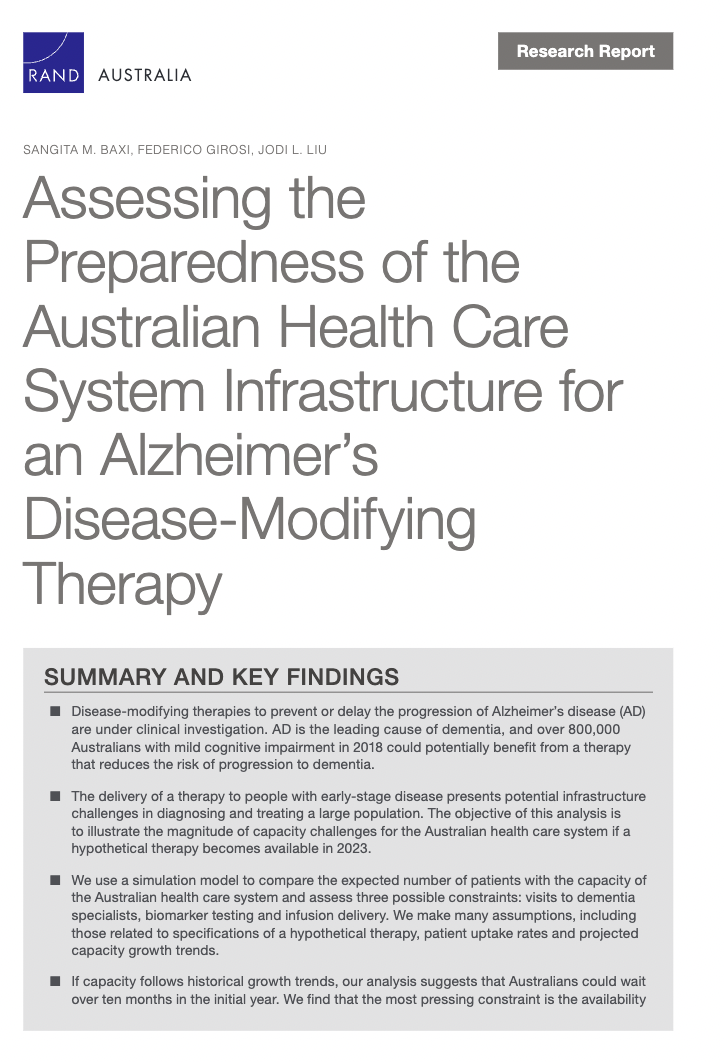 RAND AUSTRALIA
Research Report
SANGITA M. BAXI, FEDERICO GIROSI, JODI L. LIU
Assessing the
Preparedness of the
Australian Health Care
System Infrastructure for
an Alzheimer’s
Disease-Modifying
Therapy
SUMMARY AND KEY FINDINGS
■ Disease-modifying therapies to prevent or delay the progression of Alzheimer’s disease (AD)
are under clinical investigation. AD is the leading cause of dementia, and over 800,000
Australians with mild cognitive impairment in 2018 could potentially benefit from a therapy
that reduces the risk of progression to dementia.
■ The delivery of a therapy to people with early-stage disease presents potential infrastructure
challenges in diagnosing and treating a large population. The objective of this analysis is
to illustrate the magnitude of capacity challenges for the Australian health care system if a
hypothetical therapy becomes available in 2023.
■ We use a simulation model to compare the expected number of patients with the capacity of
the Australian health care system and assess three possible constraints: visits to dementia
specialists, biomarker testing and infusion delivery. We make many assumptions, including
those related to specifications of a hypothetical therapy, patient uptake rates and projected
capacity growth trends.
■ If capacity follows historical growth trends, our analysis suggests that Australians could wait
over ten months in the initial year. We find that the most pressing constraint is the availability